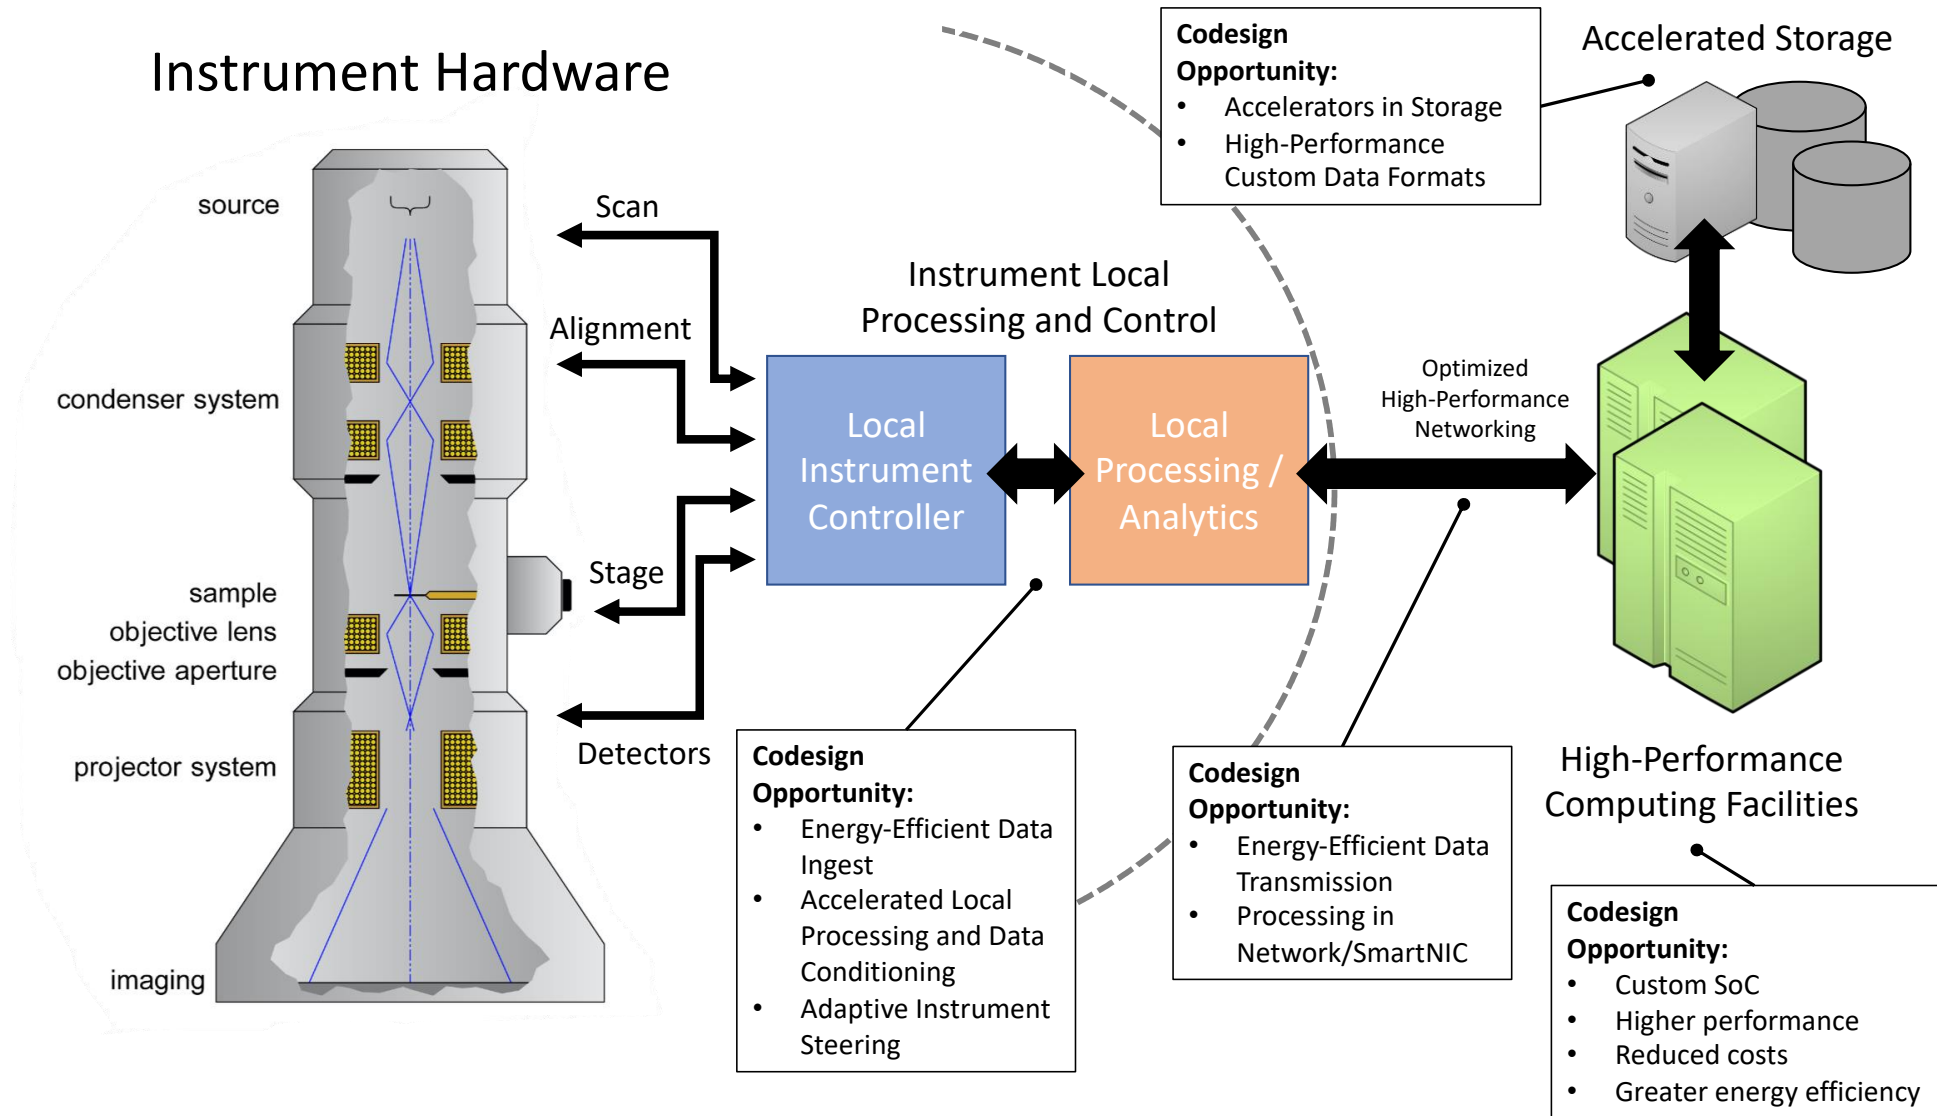 Instrument Hardware
source
condenser system
sample
objective lens
objective aperture
projector system
imaging
Scan
Alignment
Stage
Detectors
Instrument Local
Processing and Control
Local
Instrument
Controller
Local
Processing /
Analytics
Optimized
High-Performance
Networking
Codesign
Opportunity:
• Accelerators in Storage
• High-Performance
Custom Data Formats
Accelerated Storage
High-Performance
Computing Facilities
Codesign
Opportunity:
• Energy-Efficient Data
Ingest
• Accelerated Local
Processing and Data
Conditioning
• Adaptive Instrument
Steering
Codesign
Opportunity:
• Energy-Efficient Data
Transmission
• Processing in
Network/SmartNIC
Codesign
Opportunity:
• Custom SoC
• Higher performance
• Reduced costs
• Greater energy efficiency